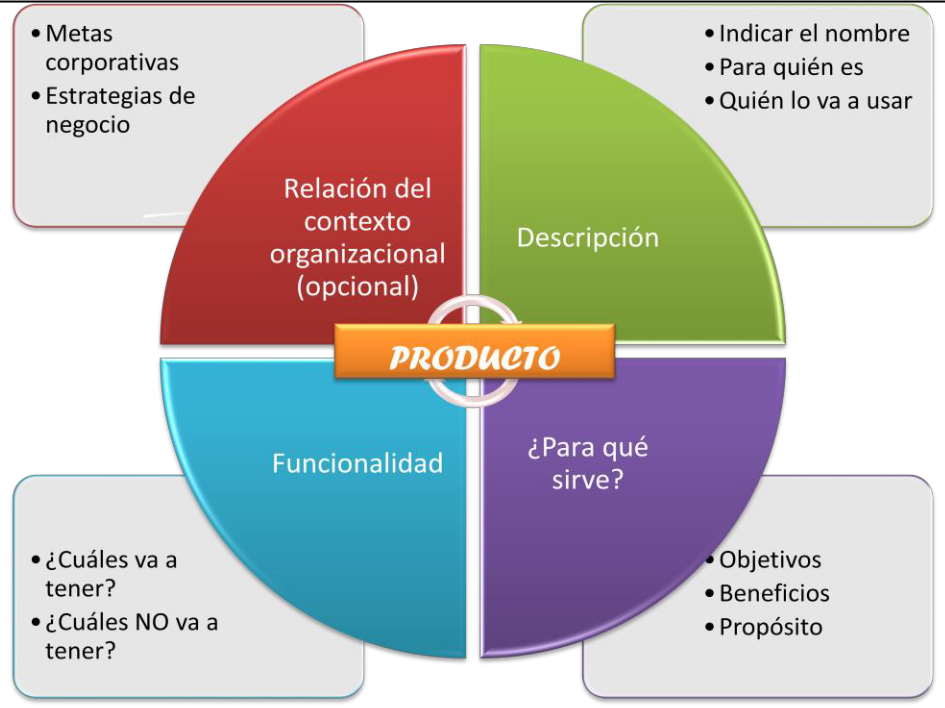 • Metas
corporativas
• Estrategias de
negocio
• Indicar el nombre
• Para quién es
• Quién lo va a usar
Relación del
contexto
organizacional
(opcional)
Descripción
PRODUCTO
Funcionalidad
¿Para qué
sirve?
• ¿Cuáles va a
tener?
• ¿Cuáles NO va a
tener?
• Objetivos
• Beneficios
• Propósito